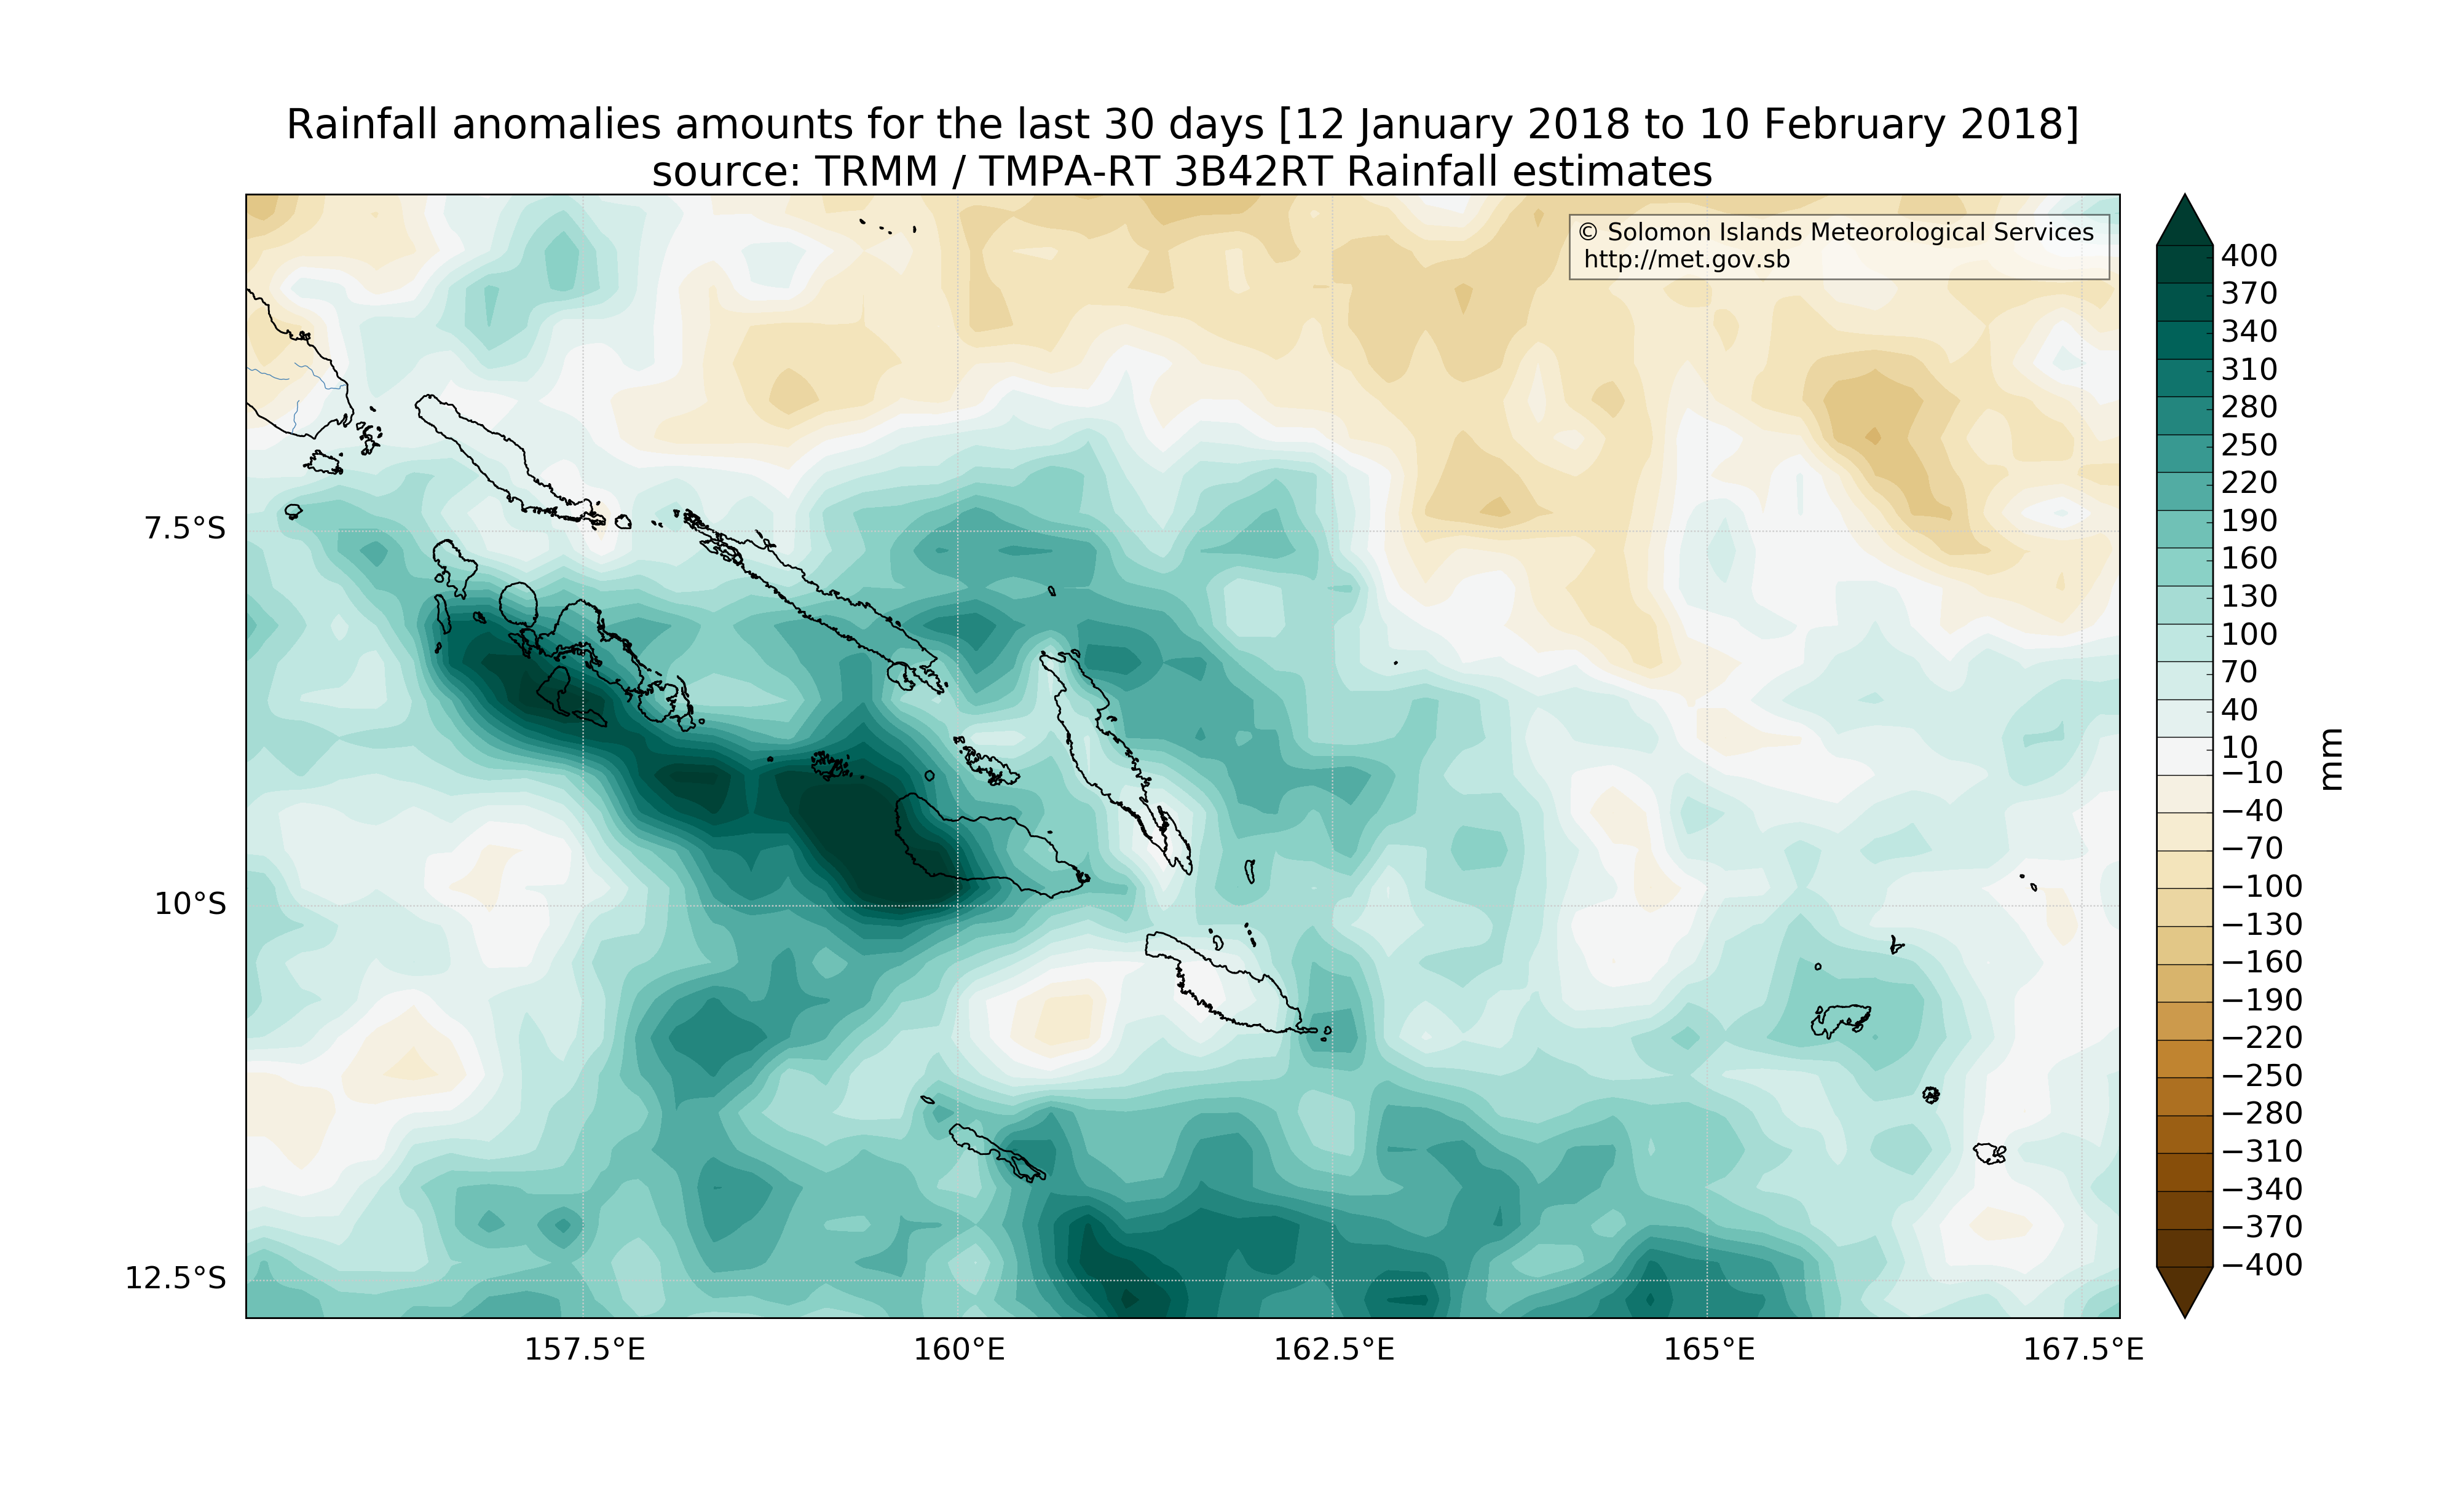 Rainfall anomalies amounts for the last 30 days [12 January 2018 to 10 February 2018]
source: TRMM / TMPA-RT 3B42RT Rainfall estimates
© Solomon Islands Meteorological Services
http://met.gov.sb
7.5°S
10°S
12.5°S
157.5°E
160°E
162.5°E
165°E
167.5°E
400
370
340
310
280
250
220
190
160
130
100
70
40
10
−10
−40
−70
−100
−130
−160
−190
−220
−250
−280
−310
−340
−370
−400
mm